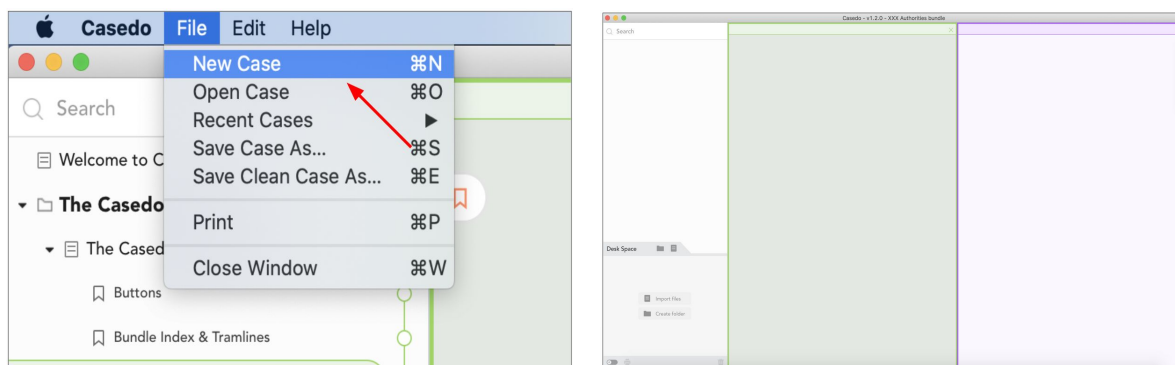 Casedo File Edit Help
New Case ⌘N
Open Case ⌘O
Recent Cases ▶
Save Case As... ⌘S
Save Clean Case As... ⌘E
Print ⌘P
Close Window ⌘W
Search
Welcome to C
The Casedo
The Cased
Buttons
Bundle Index & Tramlines
Casedo - v1.2.0 - XXX Authorities bundle
Search
Desk Space
Import files
Create folder